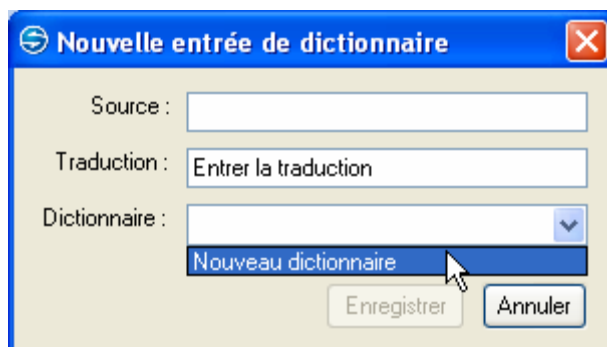 Nouvelle entrée de dictionnaire
Source :
Traduction : Entrer la traduction
Dictionnaire :
Nouveau dictionnaire
Enregistrer Annuler